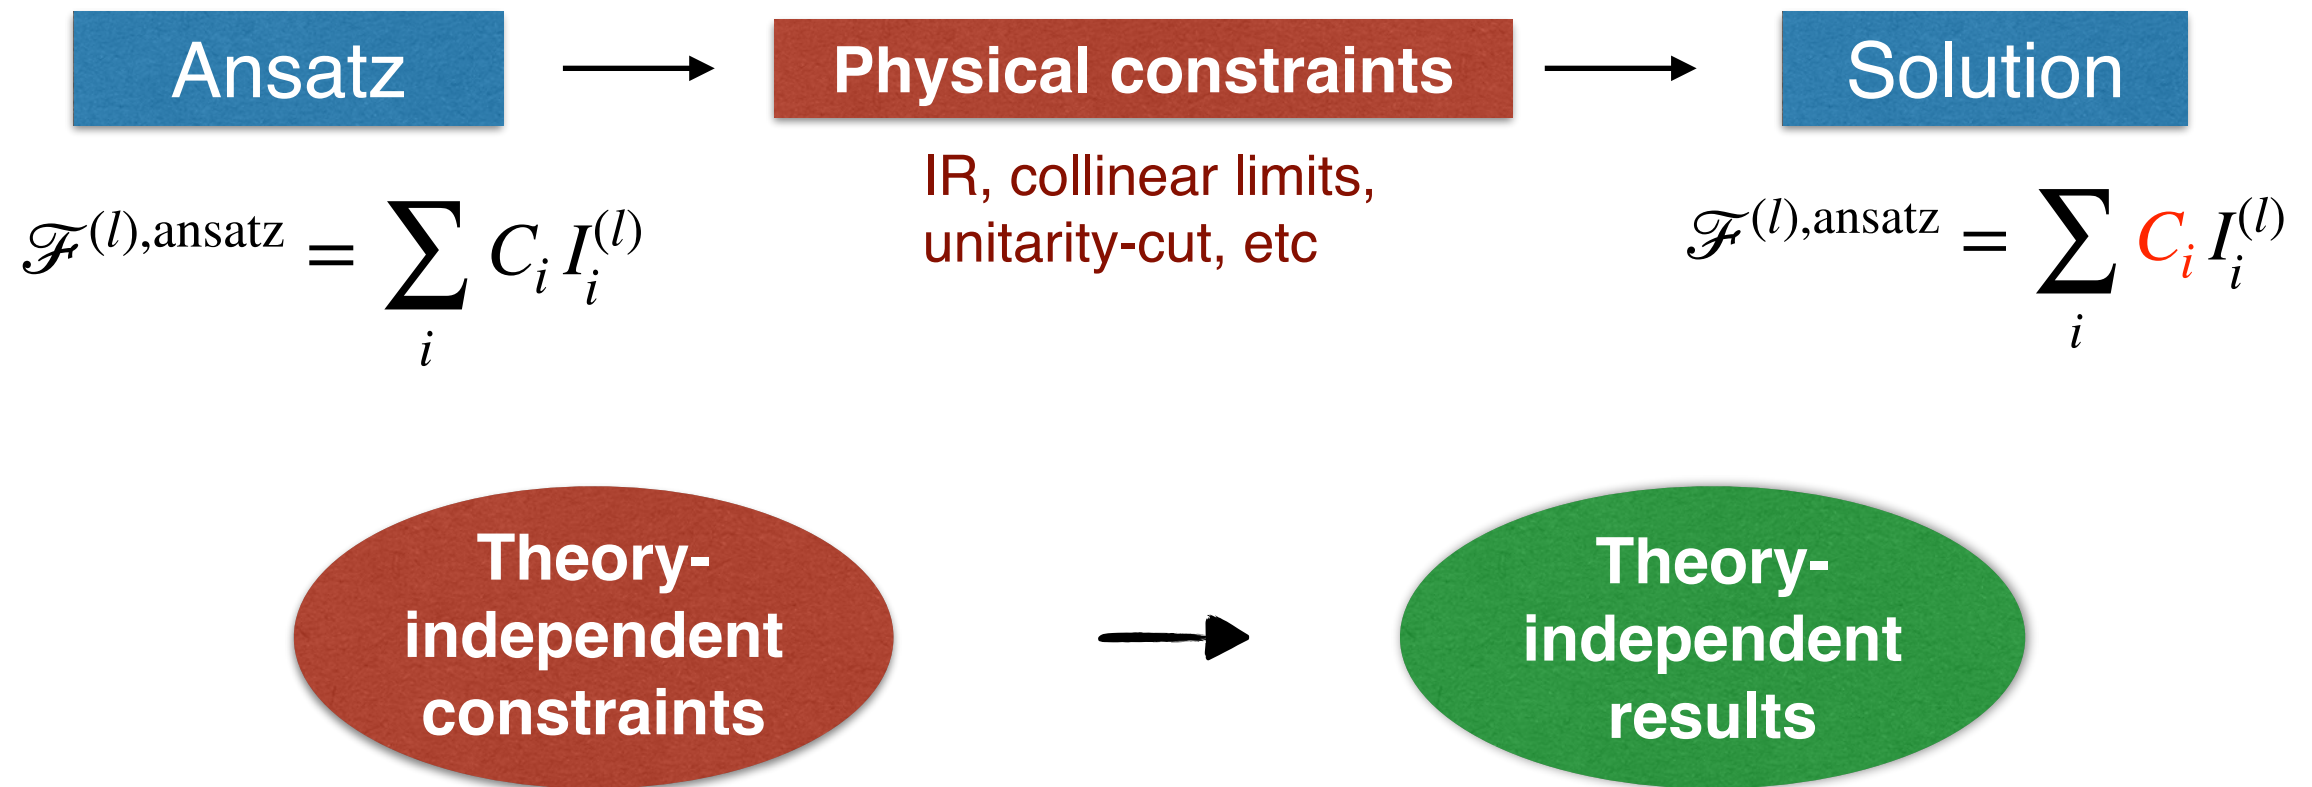 Ansatz
Physical constraints
Solution
IR, collinear limits,
unitarity-cut, etc
ℱ^{(l),ansatz} = ∑_i C_i I_i^{(l)}
ℱ^{(l),ansatz} = ∑_i C_i I_i^{(l)}
Theory-
independent
constraints
Theory-
independent
results